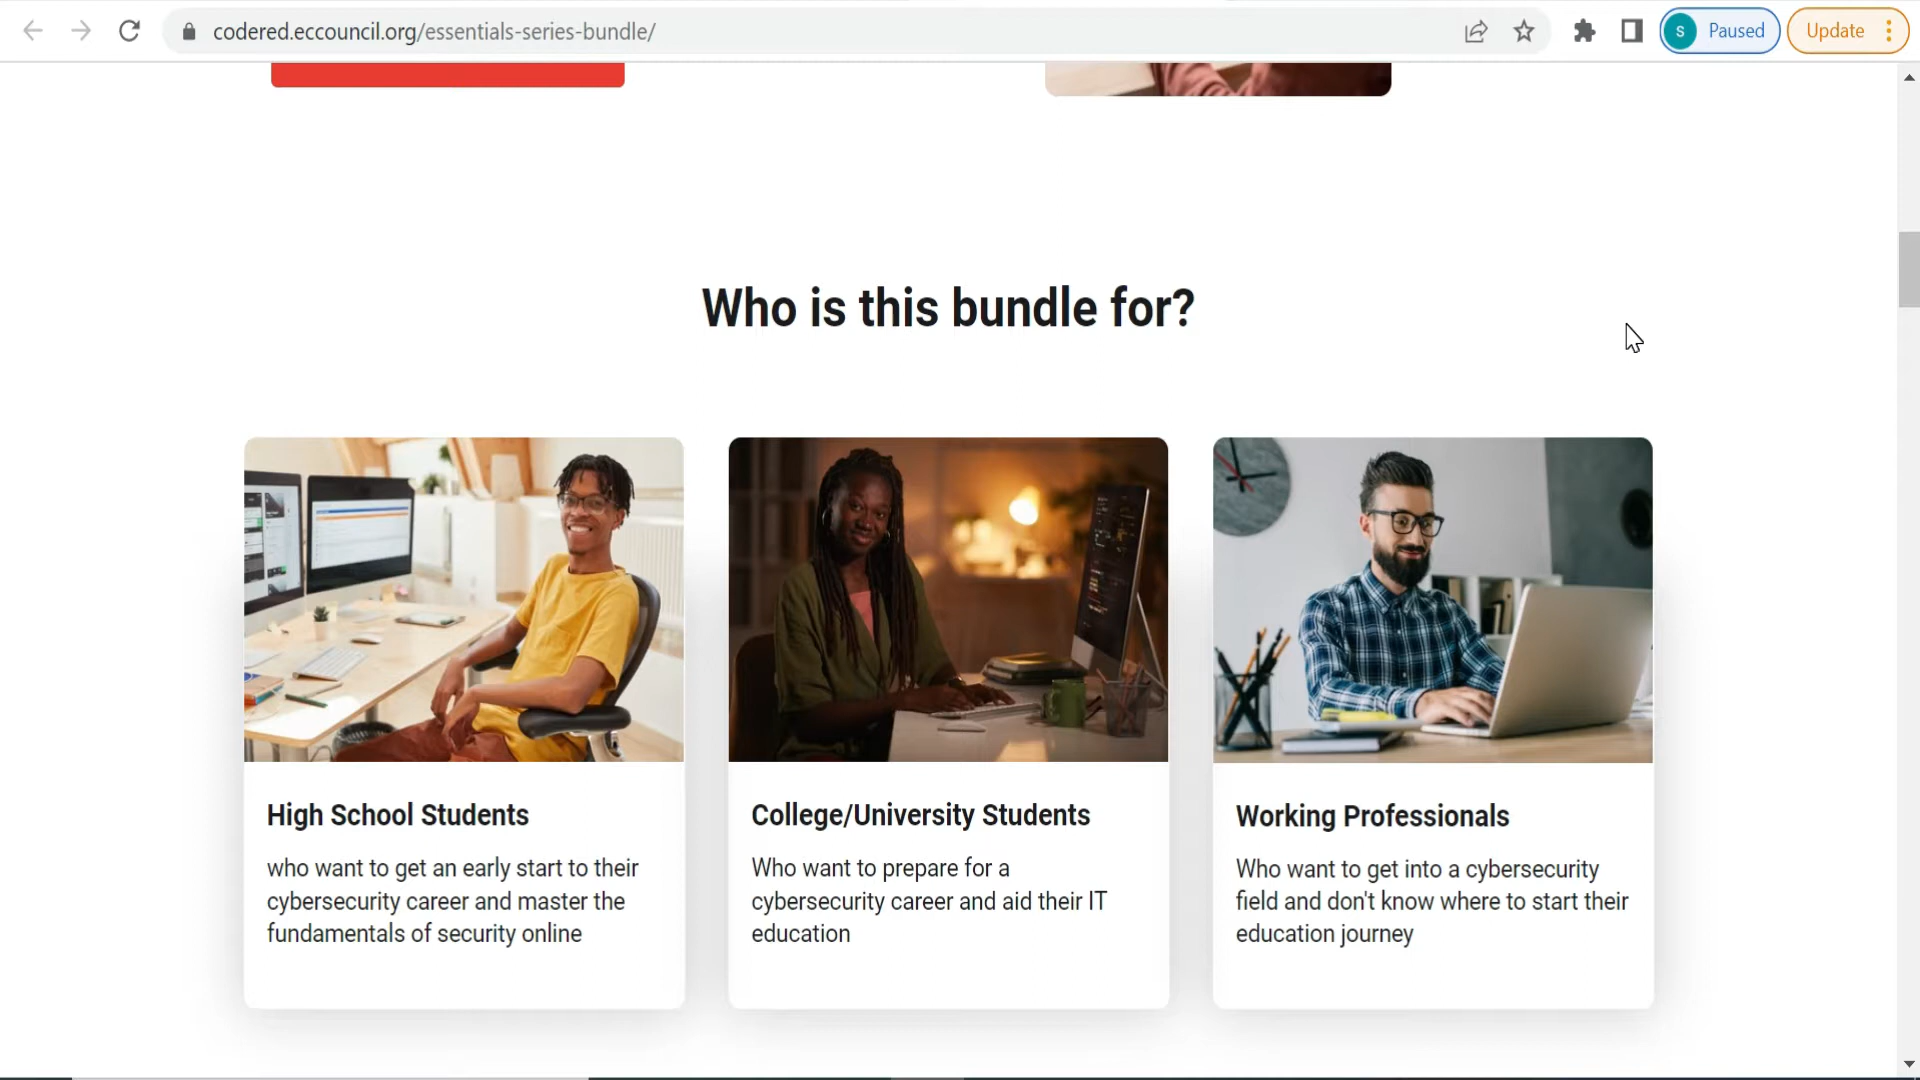 codered.eccouncil.org/essentials-series-bundle/
S
Paused
Update
Who is this bundle for?
High School Students
who want to get an early start to their
cybersecurity career and master the
fundamentals of security online
College/University Students
Who want to prepare for a
cybersecurity career and aid their IT
education
Working Professionals
Who want to get into a cybersecurity
field and don't know where to start their
education journey